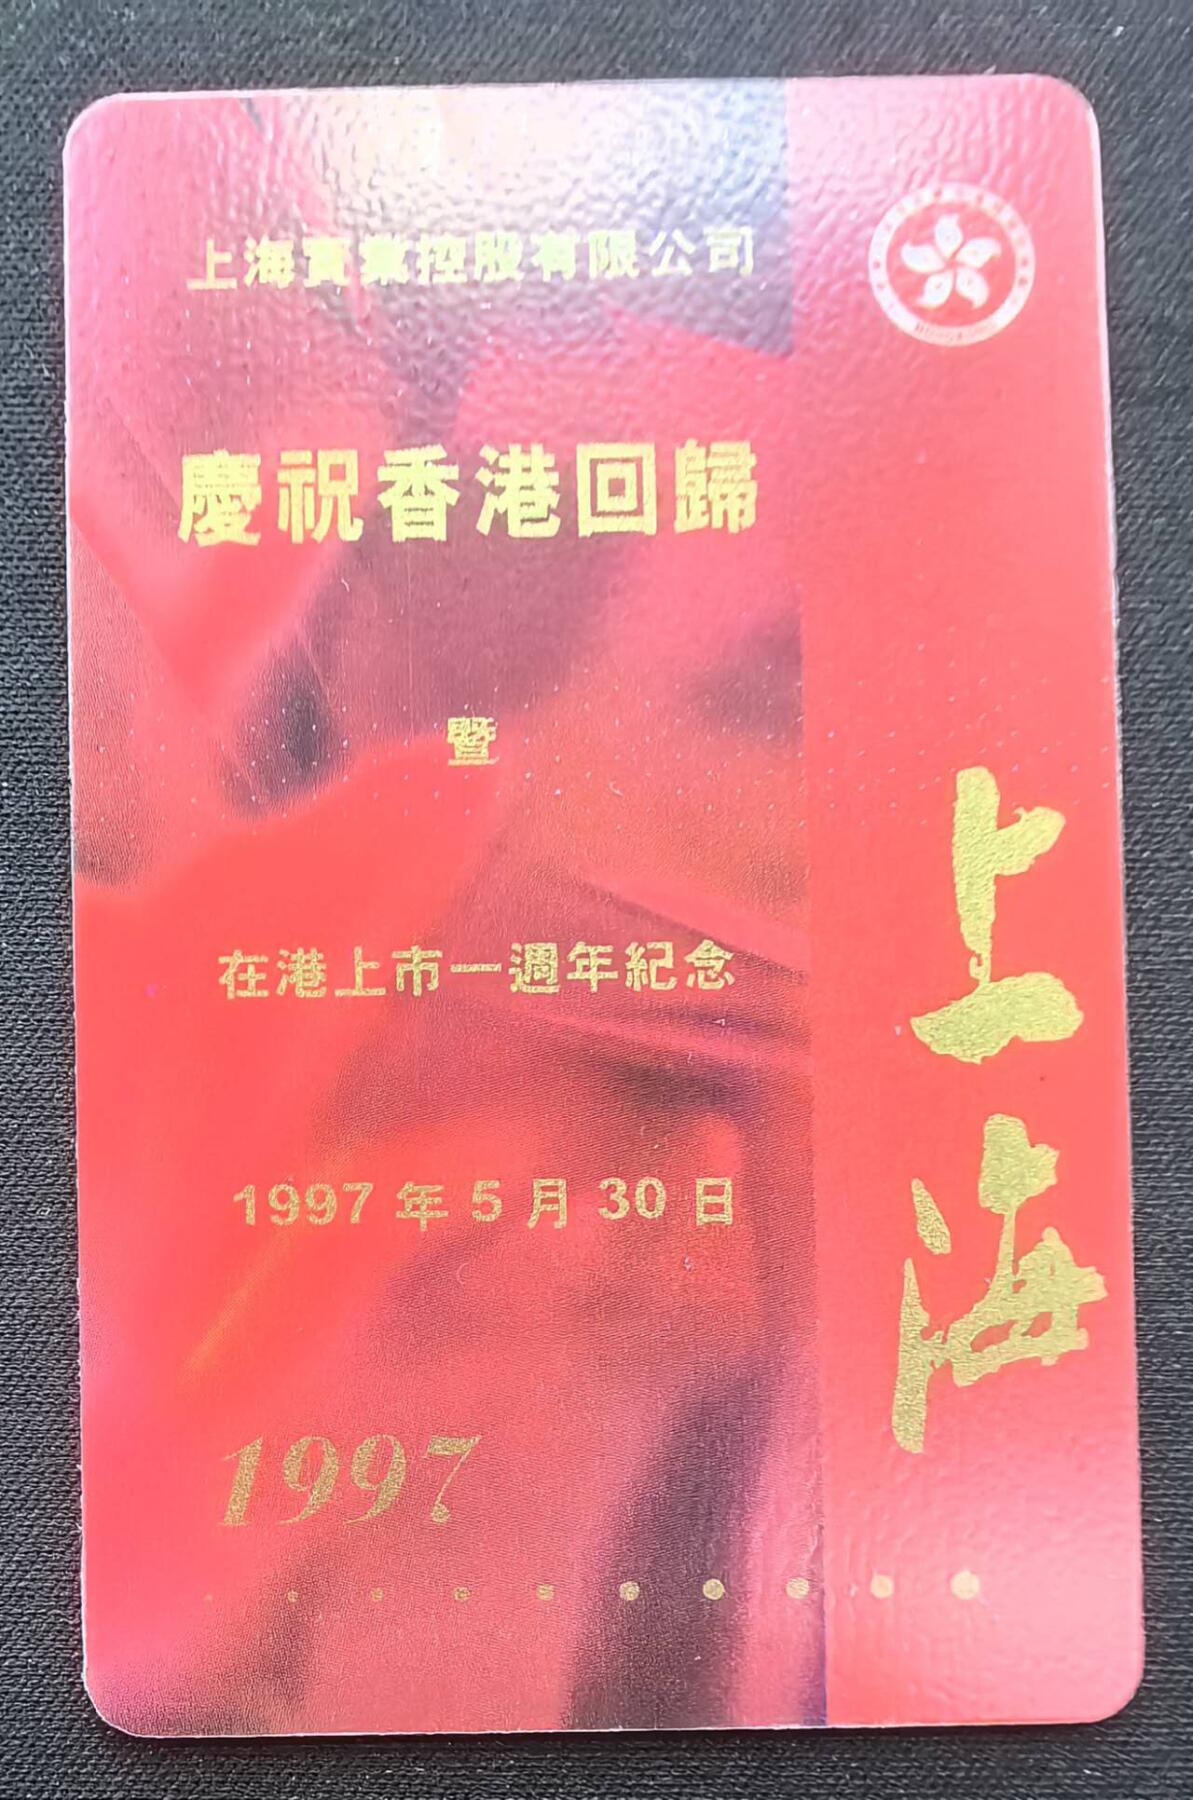 上海實業控股有限公司
慶祝香港回歸
暨
在港上市一週年紀念
1997年5月30日
1997
上海